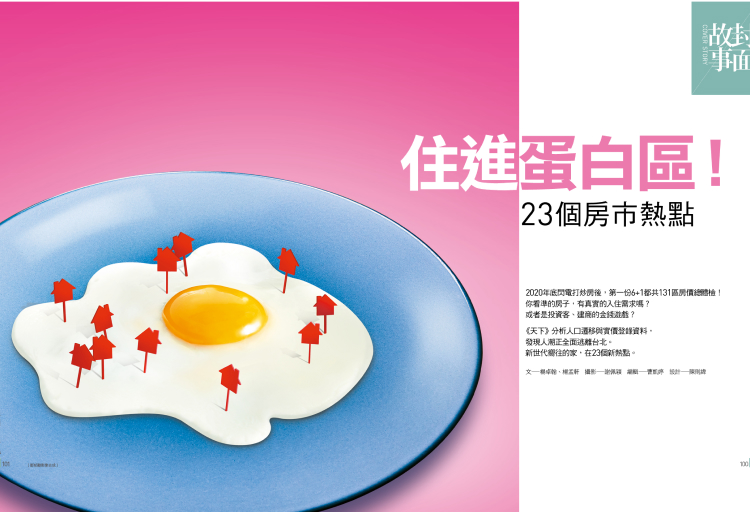 封面
故事
COVER STORY
住進蛋白區！
23個房市熱點
2020年底閃電打炒房後，第一份6+1都共131區房價總體檢！
你看準的房子，有真實的入住需求嗎？
或者是投資客、建商的金錢遊戲？
《天下》分析人口遷移與實價登錄資料，
發現人潮正全面逃離台北。
新世代嚮往的家，在23個新熱點。
101
100